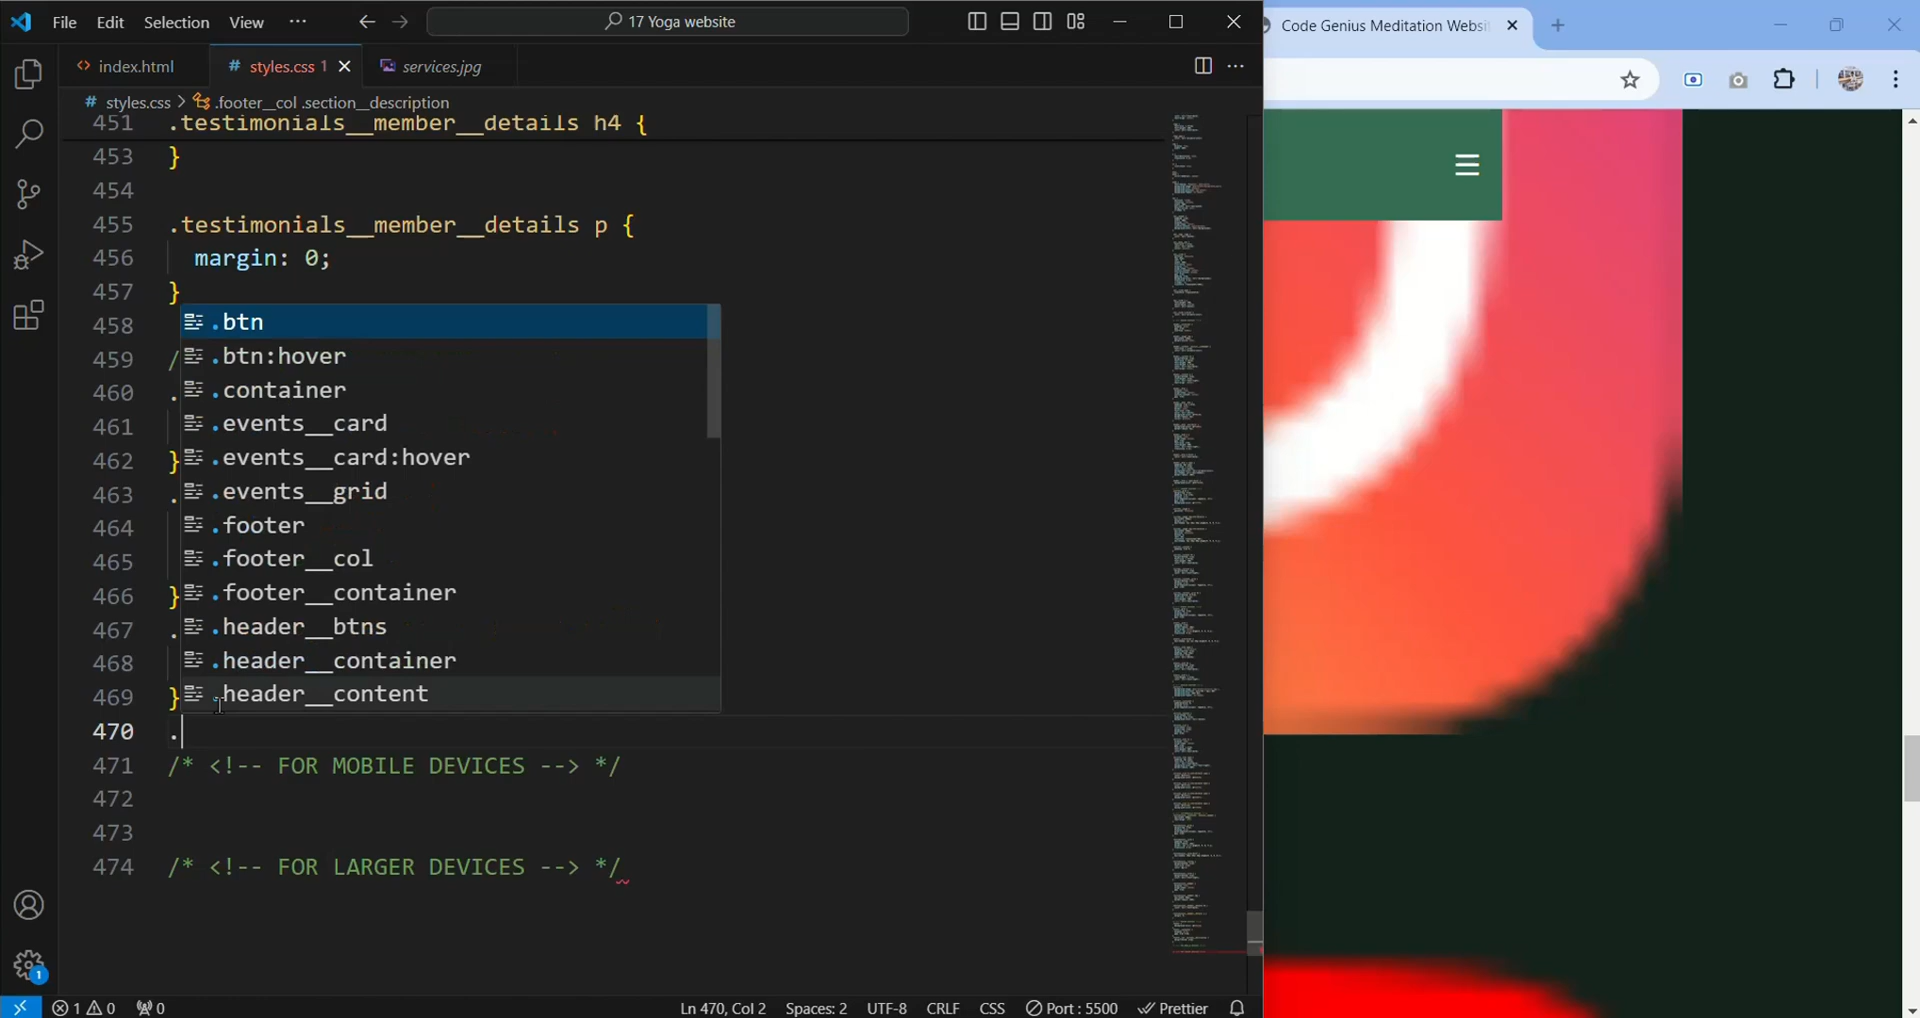 File Edit Selection View ··· 17 Yoga website
Code Genius Meditation Websi
index.html # styles.css 1 services.jpg
# styles.css > .footer__col .section__description
451 .testimonials__member__details h4 {
453 }
454
455 .testimonials__member__details p {
456 margin: 0;
457 }
458 .btn
459 / .btn:hover
460 . .container
461 .events__card
462 } .events__card:hover
463 . .events__grid
464 .footer
465 .footer__col
466 } .footer__container
467 . .header__btns
468 .header__container
469 } .header__content
470 .
471 /* <!-- FOR MOBILE DEVICES --> */
472
473
474 /* <!-- FOR LARGER DEVICES --> */
1
1 0 0 Ln 470, Col 2 Spaces: 2 UTF-8 CRLF CSS Port : 5500 Prettier